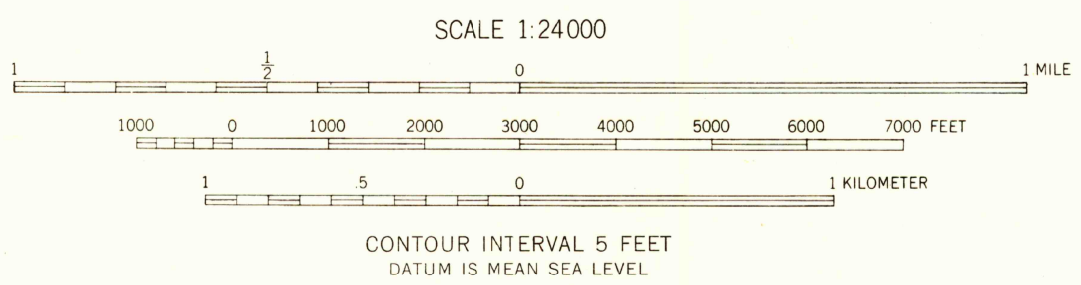 SCALE 1:24000
1 1/2 0 1 MILE
1000 0 1000 2000 3000 4000 5000 6000 7000 FEET
1 .5 0 1 KILOMETER
CONTOUR INTERVAL 5 FEET
DATUM IS MEAN SEA LEVEL